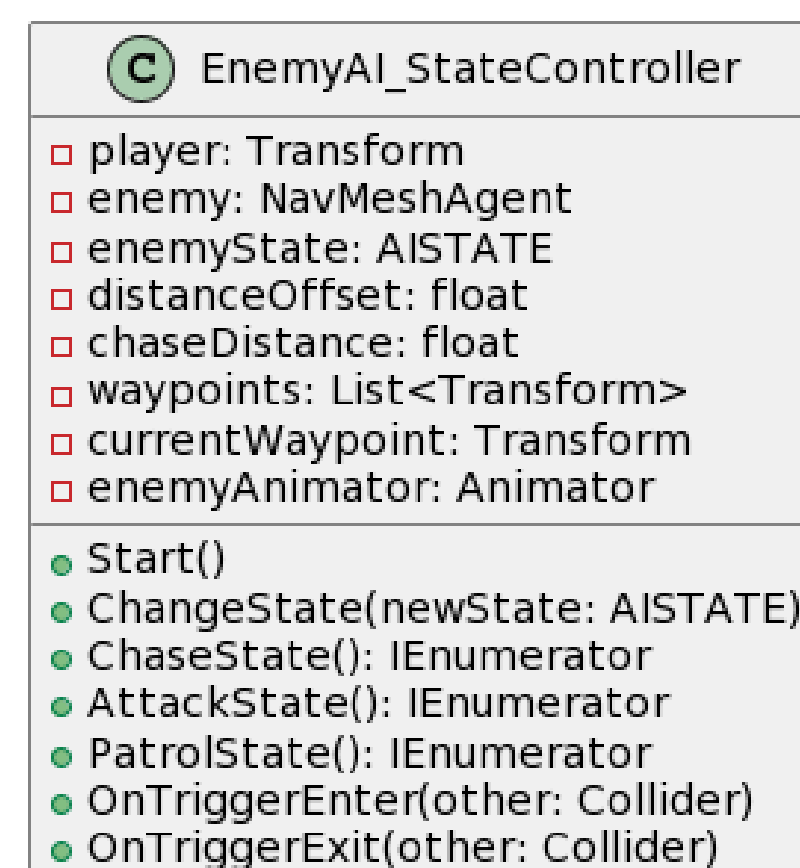 C EnemyAI_StateController
player: Transform
enemy: NavMeshAgent
enemyState: AISTATE
distanceOffset: float
chaseDistance: float
waypoints: List<Transform>
currentWaypoint: Transform
enemyAnimator: Animator
Start()
ChangeState(newState: AISTATE)
ChaseState(): IEnumerator
AttackState(): IEnumerator
PatrolState(): IEnumerator
OnTriggerEnter(other: Collider)
OnTriggerExit(other: Collider)